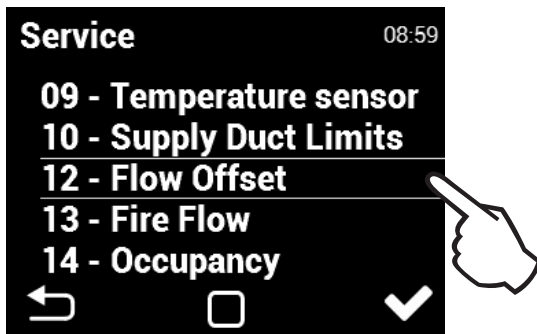 Service 08:59
09 - Temperature sensor
10 - Supply Duct Limits
12 - Flow Offset
13 - Fire Flow
14 - Occupancy